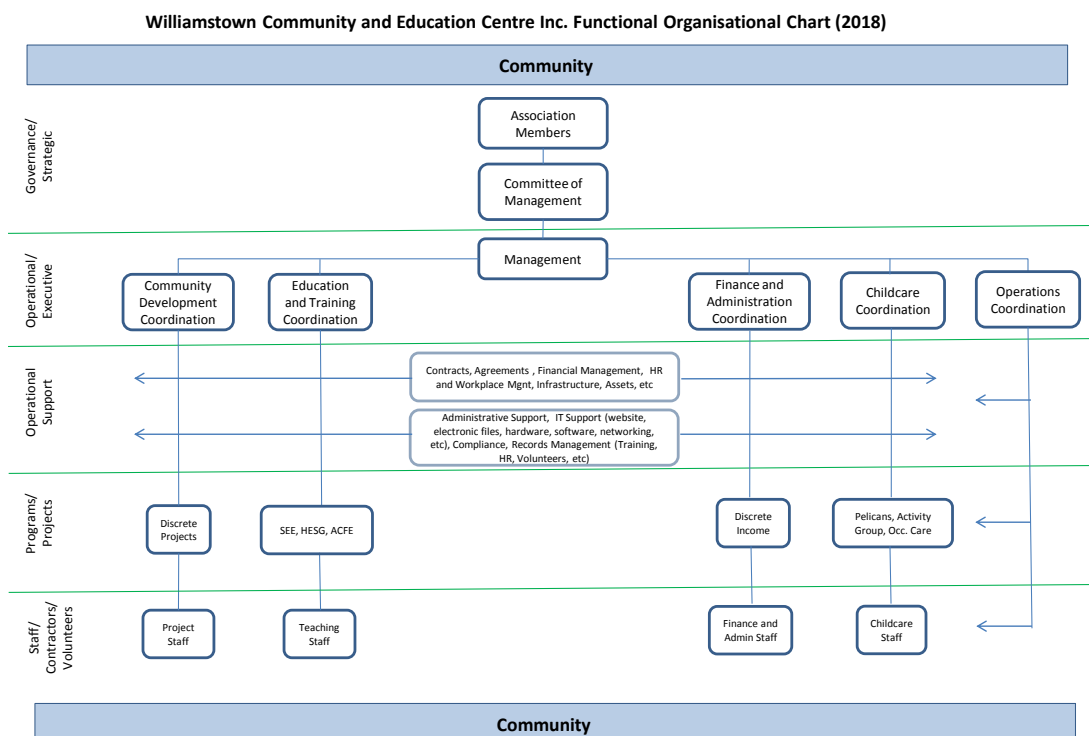 Williamstown Community and Education Centre Inc. Functional Organisational Chart (2018)
Community
Governance/
Strategic
Association
Members
Committee of
Management
Operational/
Executive
Management
Community
Development
Coordination
Education
and Training
Coordination
Finance and
Administration
Coordination
Childcare
Coordination
Operations
Coordination
Operational
Support
Contracts, Agreements , Financial Management, HR
and Workplace Mgnt, Infrastructure, Assets, etc
Administrative Support, IT Support (website,
electronic files, hardware, software, networking,
etc), Compliance, Records Management (Training,
HR, Volunteers, etc)
Programs/
Projects
Discrete
Projects
SEE, HESG, ACFE
Discrete
Income
Pelicans, Activity
Group, Occ. Care
Staff/
Contractors/
Volunteers
Project
Staff
Teaching
Staff
Finance and
Admin Staff
Childcare
Staff
Community